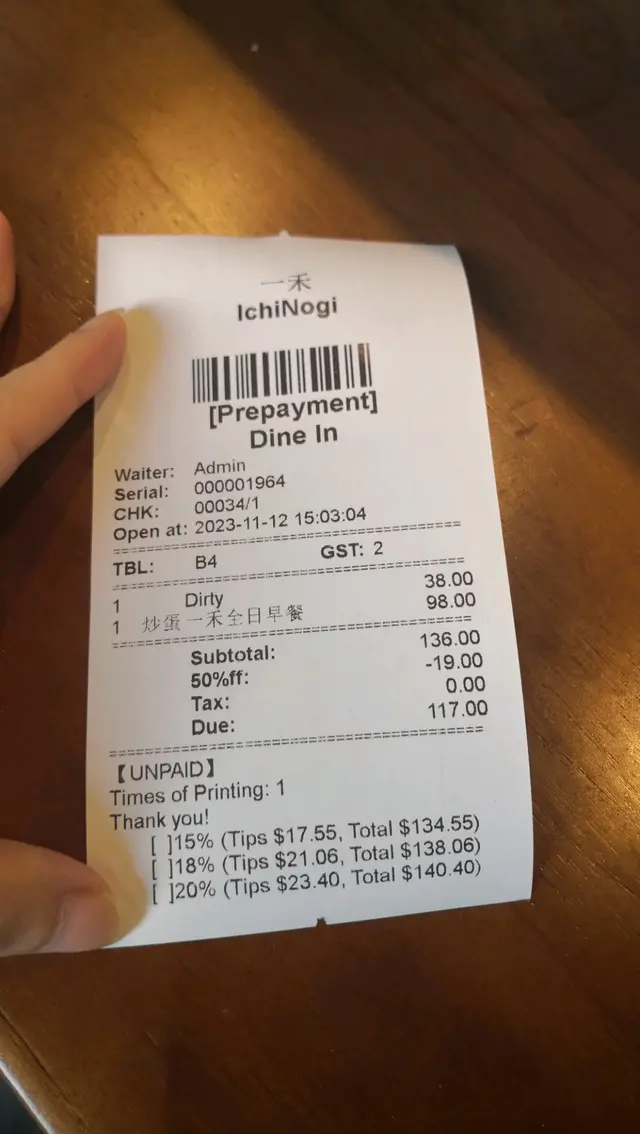 一禾
IchiNogi
[Prepayment]
Dine In
Waiter: Admin
Serial: 000001964
CHK: 00034/1
Open at: 2023-11-12 15:03:04
TBL: B4 GST: 2
1 Dirty 38.00
1 炒蛋一禾全日早餐 98.00
Subtotal: 136.00
50%ff: -19.00
Tax: 0.00
Due: 117.00
【UNPAID】
Times of Printing: 1
Thank you!
[ ]15% (Tips $17.55, Total $134.55)
[ ]18% (Tips $21.06, Total $138.06)
[ ]20% (Tips $23.40, Total $140.40)